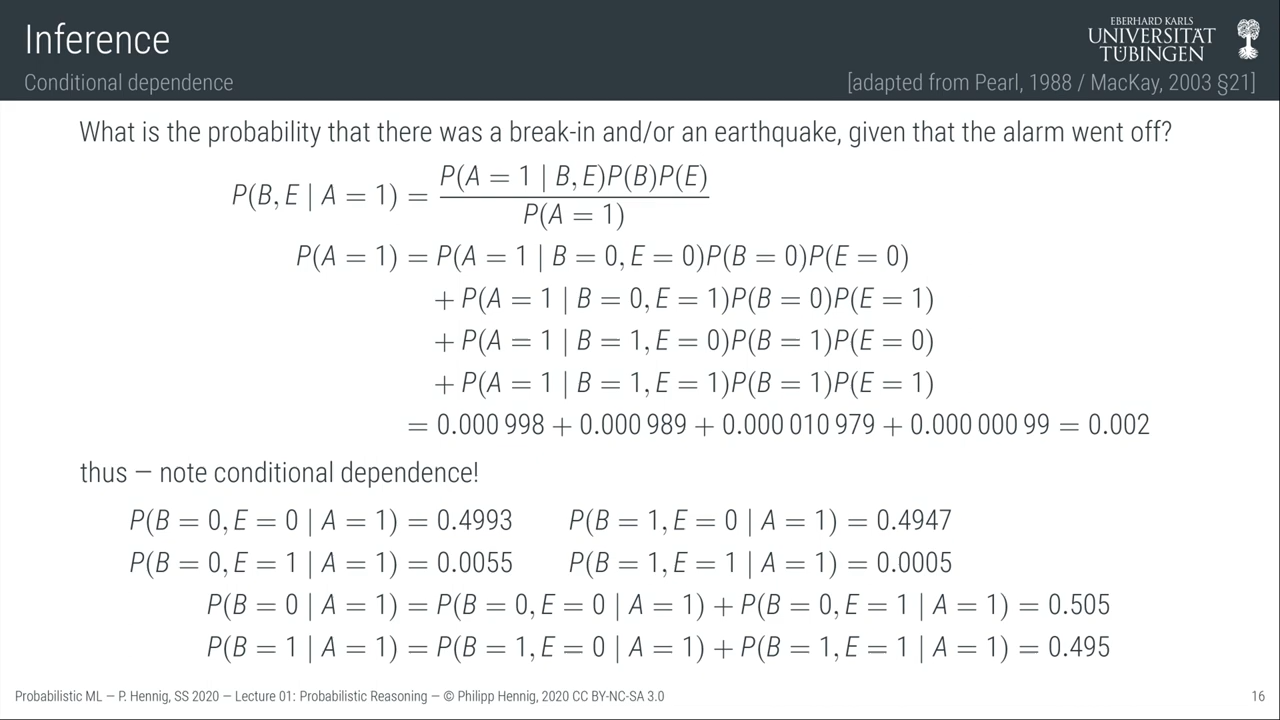 Inference
EBERHARD KARLS
UNIVERSITÄT
TÜBINGEN
Conditional dependence
[adapted from Pearl, 1988 / MacKay, 2003 §21]
What is the probability that there was a break-in and/or an earthquake, given that the alarm went off?
P(B, E | A = 1) = P(A = 1 | B, E)P(B)P(E) / P(A = 1)
P(A = 1) = P(A = 1 | B = 0, E = 0)P(B = 0)P(E = 0)
+ P(A = 1 | B = 0, E = 1)P(B = 0)P(E = 1)
+ P(A = 1 | B = 1, E = 0)P(B = 1)P(E = 0)
+ P(A = 1 | B = 1, E = 1)P(B = 1)P(E = 1)
= 0.000 998 + 0.000 989 + 0.000 010 979 + 0.000 000 99 = 0.002
thus — note conditional dependence!
P(B = 0, E = 0 | A = 1) = 0.4993 P(B = 1, E = 0 | A = 1) = 0.4947
P(B = 0, E = 1 | A = 1) = 0.0055 P(B = 1, E = 1 | A = 1) = 0.0005
P(B = 0 | A = 1) = P(B = 0, E = 0 | A = 1) + P(B = 0, E = 1 | A = 1) = 0.505
P(B = 1 | A = 1) = P(B = 1, E = 0 | A = 1) + P(B = 1, E = 1 | A = 1) = 0.495
Probabilistic ML — P. Hennig, SS 2020 — Lecture 01: Probabilistic Reasoning — © Philipp Hennig, 2020 CC BY-NC-SA 3.0
16